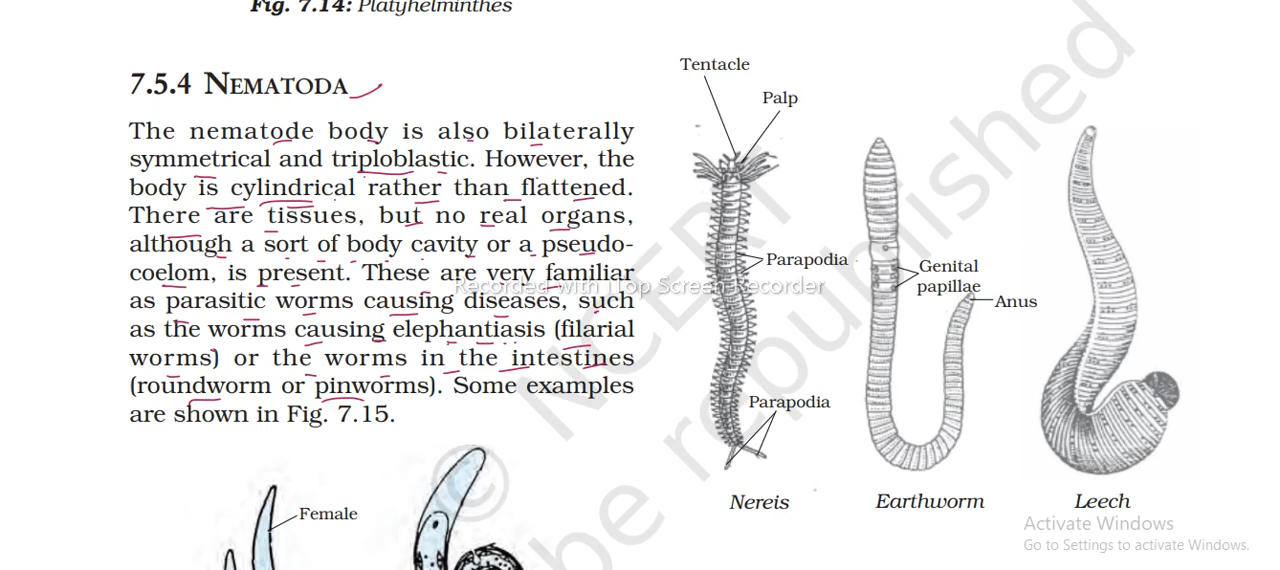 Fig. 7.14: Platyhelminthes
7.5.4 NEMATODA
The nematode body is also bilaterally
symmetrical and triploblastic. However, the
body is cylindrical rather than flattened.
There are tissues, but no real organs,
although a sort of body cavity or a pseudo-
coelom, is present. These are very familiar
as parasitic worms causing diseases, such
as the worms causing elephantiasis (filarial
worms) or the worms in the intestines
(roundworm or pinworms). Some examples
are shown in Fig. 7.15.
Female
Tentacle
Palp
Parapodia
Parapodia
Nereis
Genital
papillae
Anus
Earthworm
Leech
Recorded with iTop Screen Recorder
© NCERT
be republished
Activate Windows
Go to Settings to activate Windows.